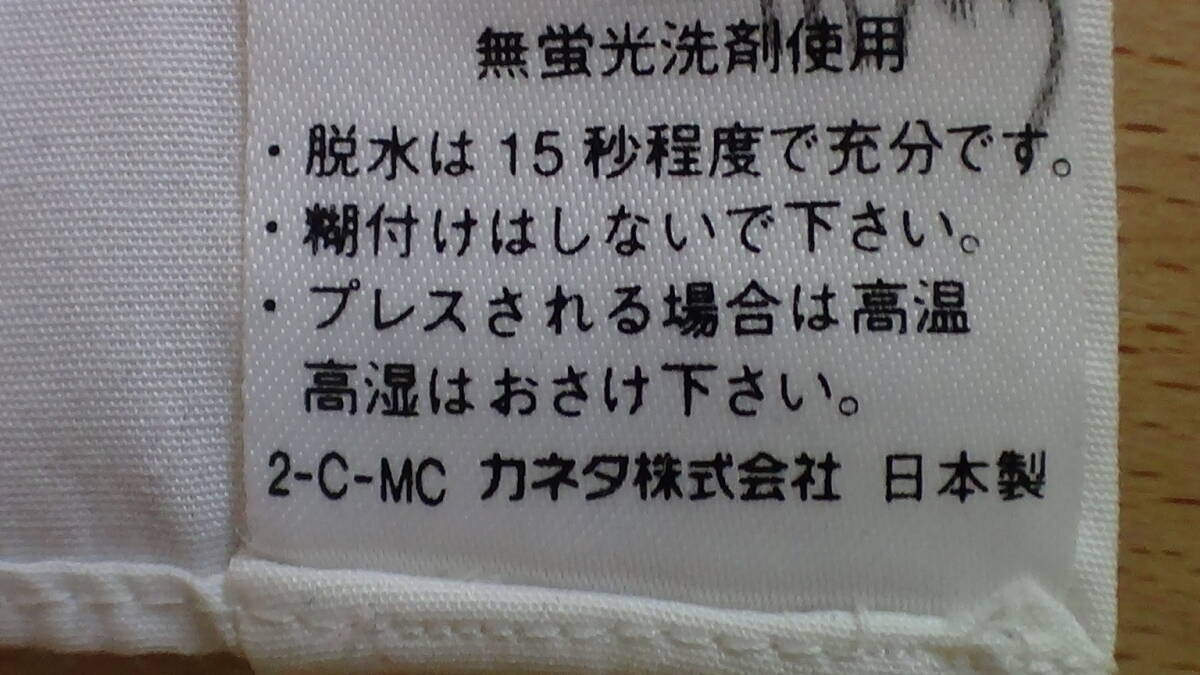 無蛍光洗剤使用
・脱水は15秒程度で充分です。
・糊付けはしないで下さい。
・プレスされる場合は高温
高湿はおさけ下さい。
2-C-MC カネタ株式会社 日本製